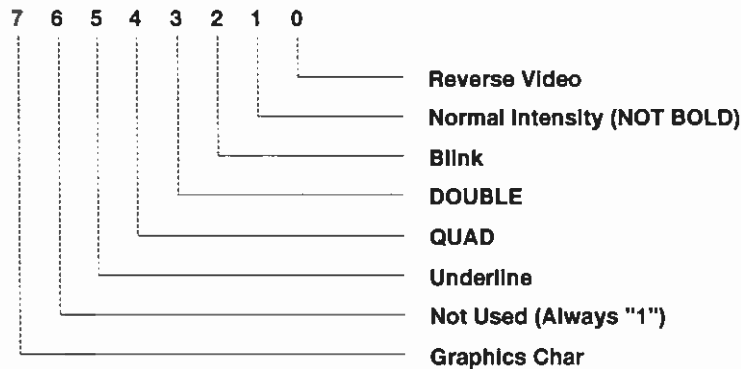 7 6 5 4 3 2 1 0
Reverse Video
Normal Intensity (NOT BOLD)
Blink
DOUBLE
QUAD
Underline
Not Used (Always "1")
Graphics Char